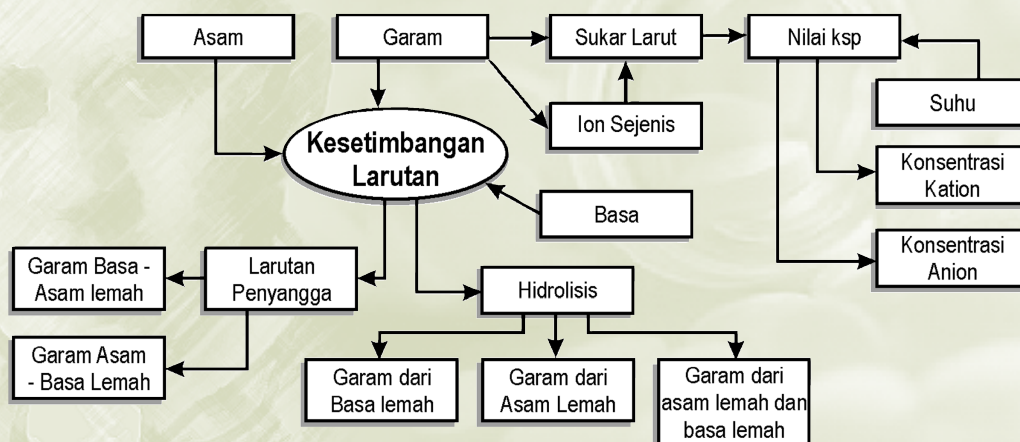 Asam
Garam
Sukar Larut
Nilai ksp
Suhu
Ion Sejenis
Kesetimbangan
Larutan
Konsentrasi
Kation
Basa
Konsentrasi
Anion
Garam Basa -
Asam lemah
Larutan
Penyangga
Hidrolisis
Garam Asam
- Basa Lemah
Garam dari
Basa lemah
Garam dari
Asam Lemah
Garam dari
asam lemah dan
basa lemah